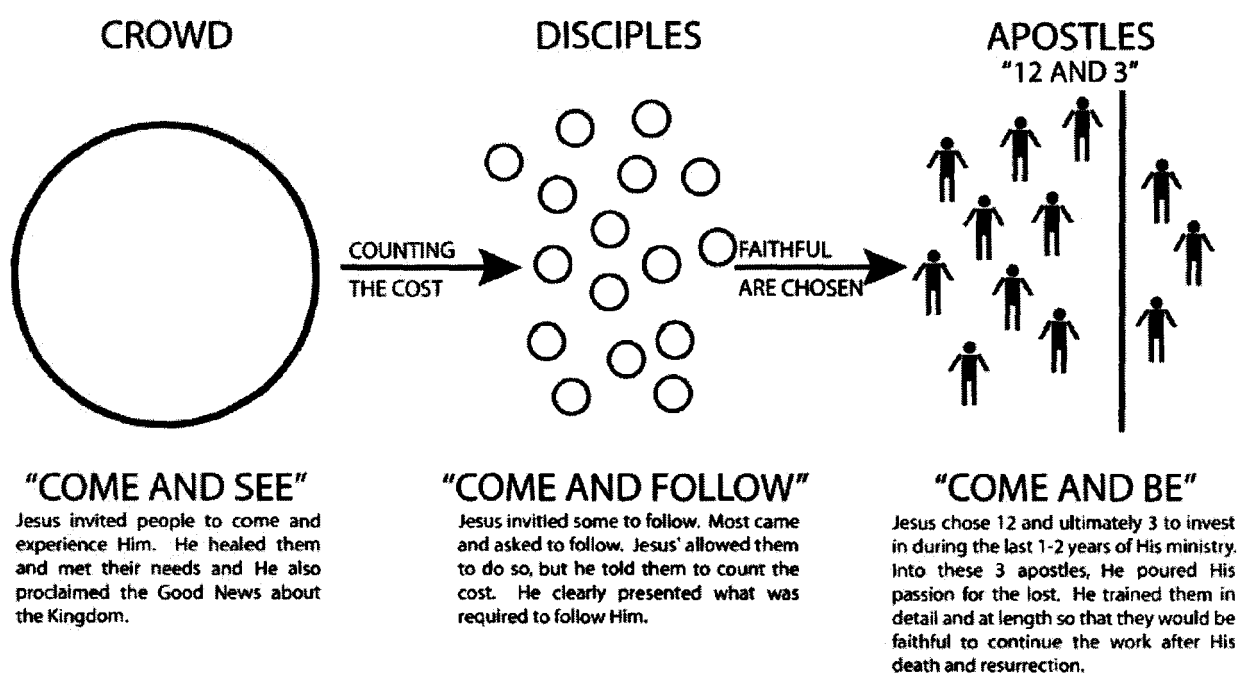 CROWD
DISCIPLES
APOSTLES
"12 AND 3"
COUNTING
THE COST
FAITHFUL
ARE CHOSEN
"COME AND SEE"
Jesus invited people to come and
experience Him. He healed them
and met their needs and He also
proclaimed the Good News about
the Kingdom.
"COME AND FOLLOW"
Jesus invitled some to follow. Most came
and asked to follow. Jesus' allowed them
to do so, but he told them to count the
cost. He clearly presented what was
required to follow Him.
"COME AND BE"
Jesus chose 12 and ultimately 3 to invest
in during the last 1-2 years of His ministry.
Into these 3 apostles, He poured His
passion for the lost. He trained them in
detail and at length so that they would be
faithful to continue the work after His
death and resurrection.